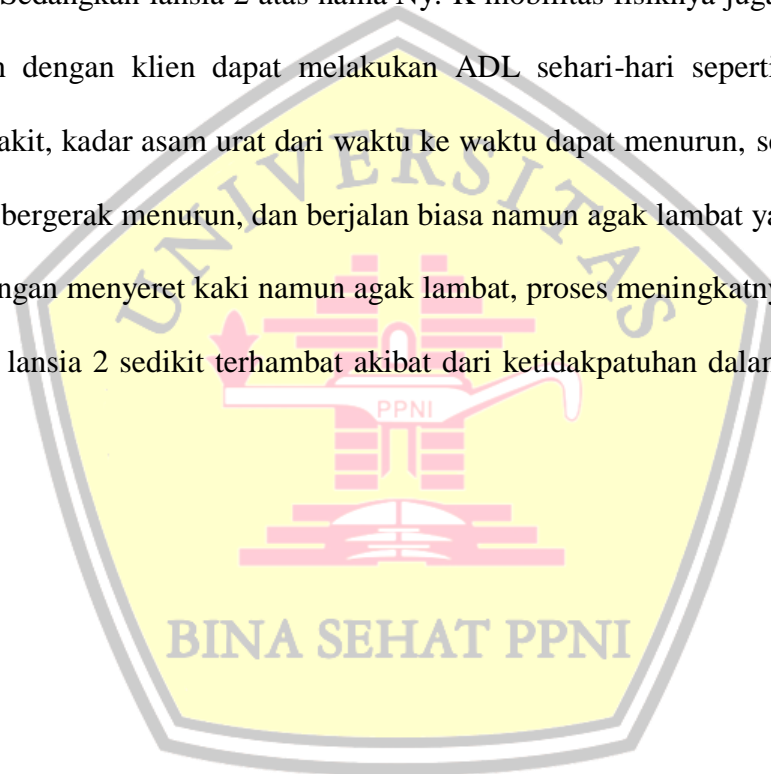 Sedangkan lansia 2 atas nama Ny. K mobilitas fisiknya juga
dengan klien dapat melakukan ADL sehari-hari seperti
akit, kadar asam urat dari waktu ke waktu dapat menurun, se
bergerak menurun, dan berjalan biasa namun agak lambat ya
ngan menyeret kaki namun agak lambat, proses meningkatny
lansia 2 sedikit terhambat akibat dari ketidakpatuhan dalam
UNIVERSITAS
PPNI
BINA SEHAT PPNI